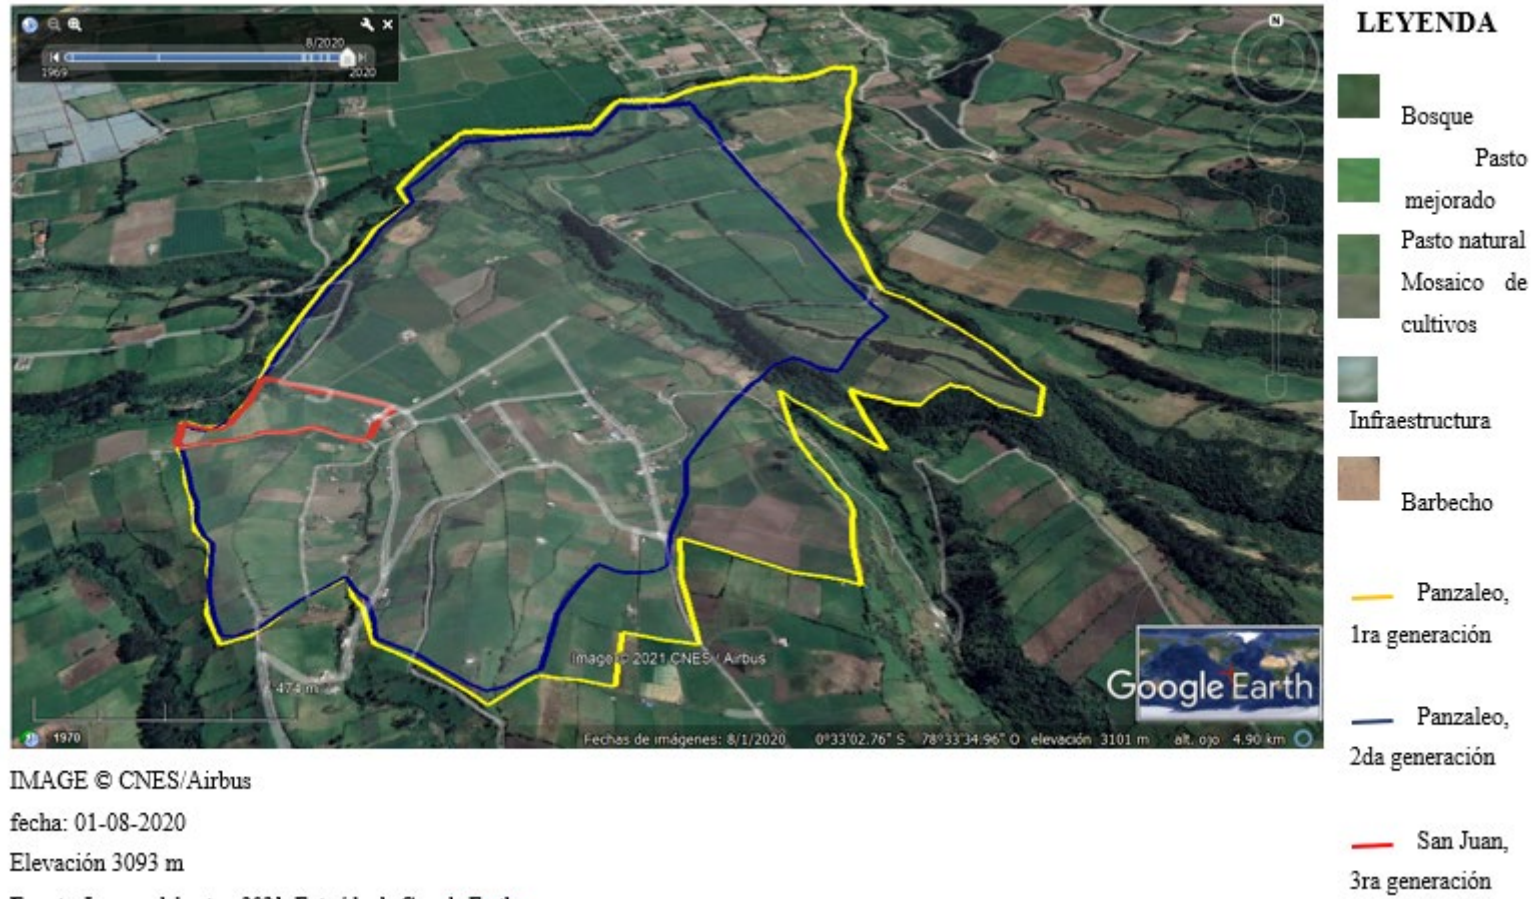 8/2020
1969
2020
N
LEYENDA
Bosque
Pasto
mejorado
Pasto natural
Mosaico de
cultivos
Infraestructura
Barbecho
Panzaleo,
1ra generación
Panzaleo,
2da generación
San Juan,
3ra generación
Image © 2021 CNES / Airbus
474 m
Google Earth
1970
Fechas de imágenes: 8/1/2020 0°33'02.76" S 78°33'34.96" O elevación 3101 m alt. ojo 4.90 km
IMAGE © CNES/Airbus
fecha: 01-08-2020
Elevación 3093 m